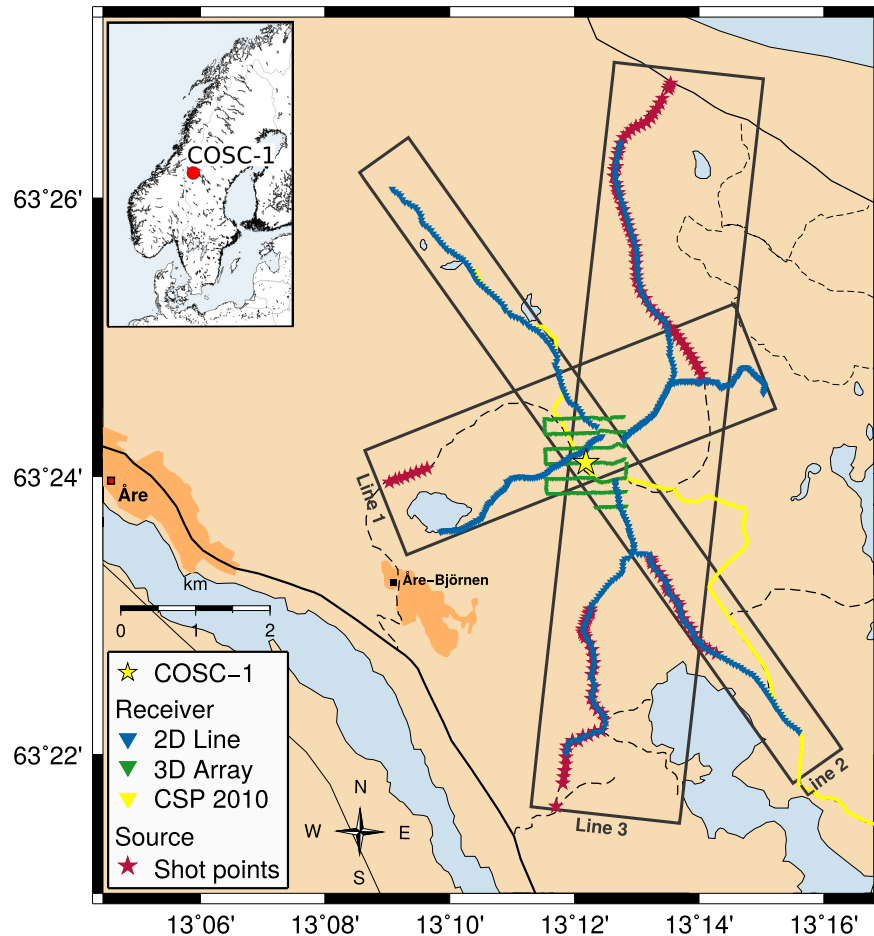 COSC-1
63°26'
63°24'
63°22'
Line 1
Line 2
Line 3
Åre
Åre−Björnen
km
0 1 2
COSC−1
Receiver
2D Line
3D Array
CSP 2010
Source
Shot points
N
W E
S
13°06' 13°08' 13°10' 13°12' 13°14' 13°16'